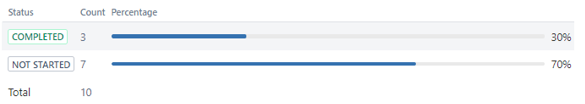 Status Count Percentage
COMPLETED 3 30%
NOT STARTED 7 70%
Total 10